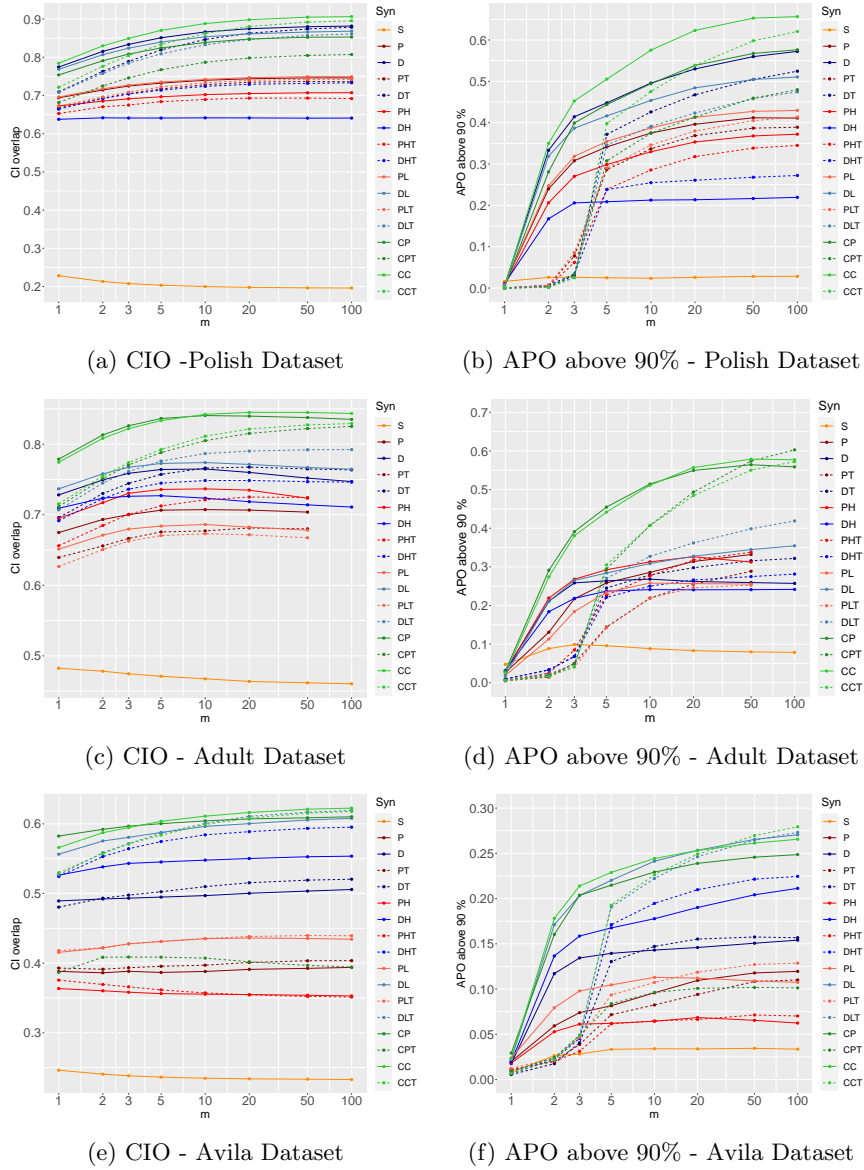 0.9
0.8
0.7
0.6
0.5
0.4
0.3
0.2
CI overlap
1 2 3 5 10 20 50 100
m
Syn
S
P
D
PT
DT
PH
DH
PHT
DHT
PL
DL
PLT
DLT
CP
CPT
CC
CCT
(a) CIO -Polish Dataset
0.6
0.5
0.4
0.3
0.2
0.1
0.0
APO above 90 %
1 2 3 5 10 20 50 100
m
Syn
S
P
D
PT
DT
PH
DH
PHT
DHT
PL
DL
PLT
DLT
CP
CPT
CC
CCT
(b) APO above 90% - Polish Dataset
0.8
0.7
0.6
0.5
CI overlap
1 2 3 5 10 20 50 100
m
Syn
S
P
D
PT
DT
PH
DH
PHT
DHT
PL
DL
PLT
DLT
CP
CPT
CC
CCT
(c) CIO - Adult Dataset
0.7
0.6
0.5
0.4
0.3
0.2
0.1
0.0
APO above 90 %
1 2 3 5 10 20 50 100
m
Syn
S
P
D
PT
DT
PH
DH
PHT
DHT
PL
DL
PLT
DLT
CP
CPT
CC
CCT
(d) APO above 90% - Adult Dataset
0.6
0.5
0.4
0.3
CI overlap
1 2 3 5 10 20 50 100
m
Syn
S
P
D
PT
DT
PH
DH
PHT
DHT
PL
DL
PLT
DLT
CP
CPT
CC
CCT
(e) CIO - Avila Dataset
0.30
0.25
0.20
0.15
0.10
0.05
0.00
APO above 90 %
1 2 3 5 10 20 50 100
m
Syn
S
P
D
PT
DT
PH
DH
PHT
DHT
PL
DL
PLT
DLT
CP
CPT
CC
CCT
(f) APO above 90% - Avila Dataset